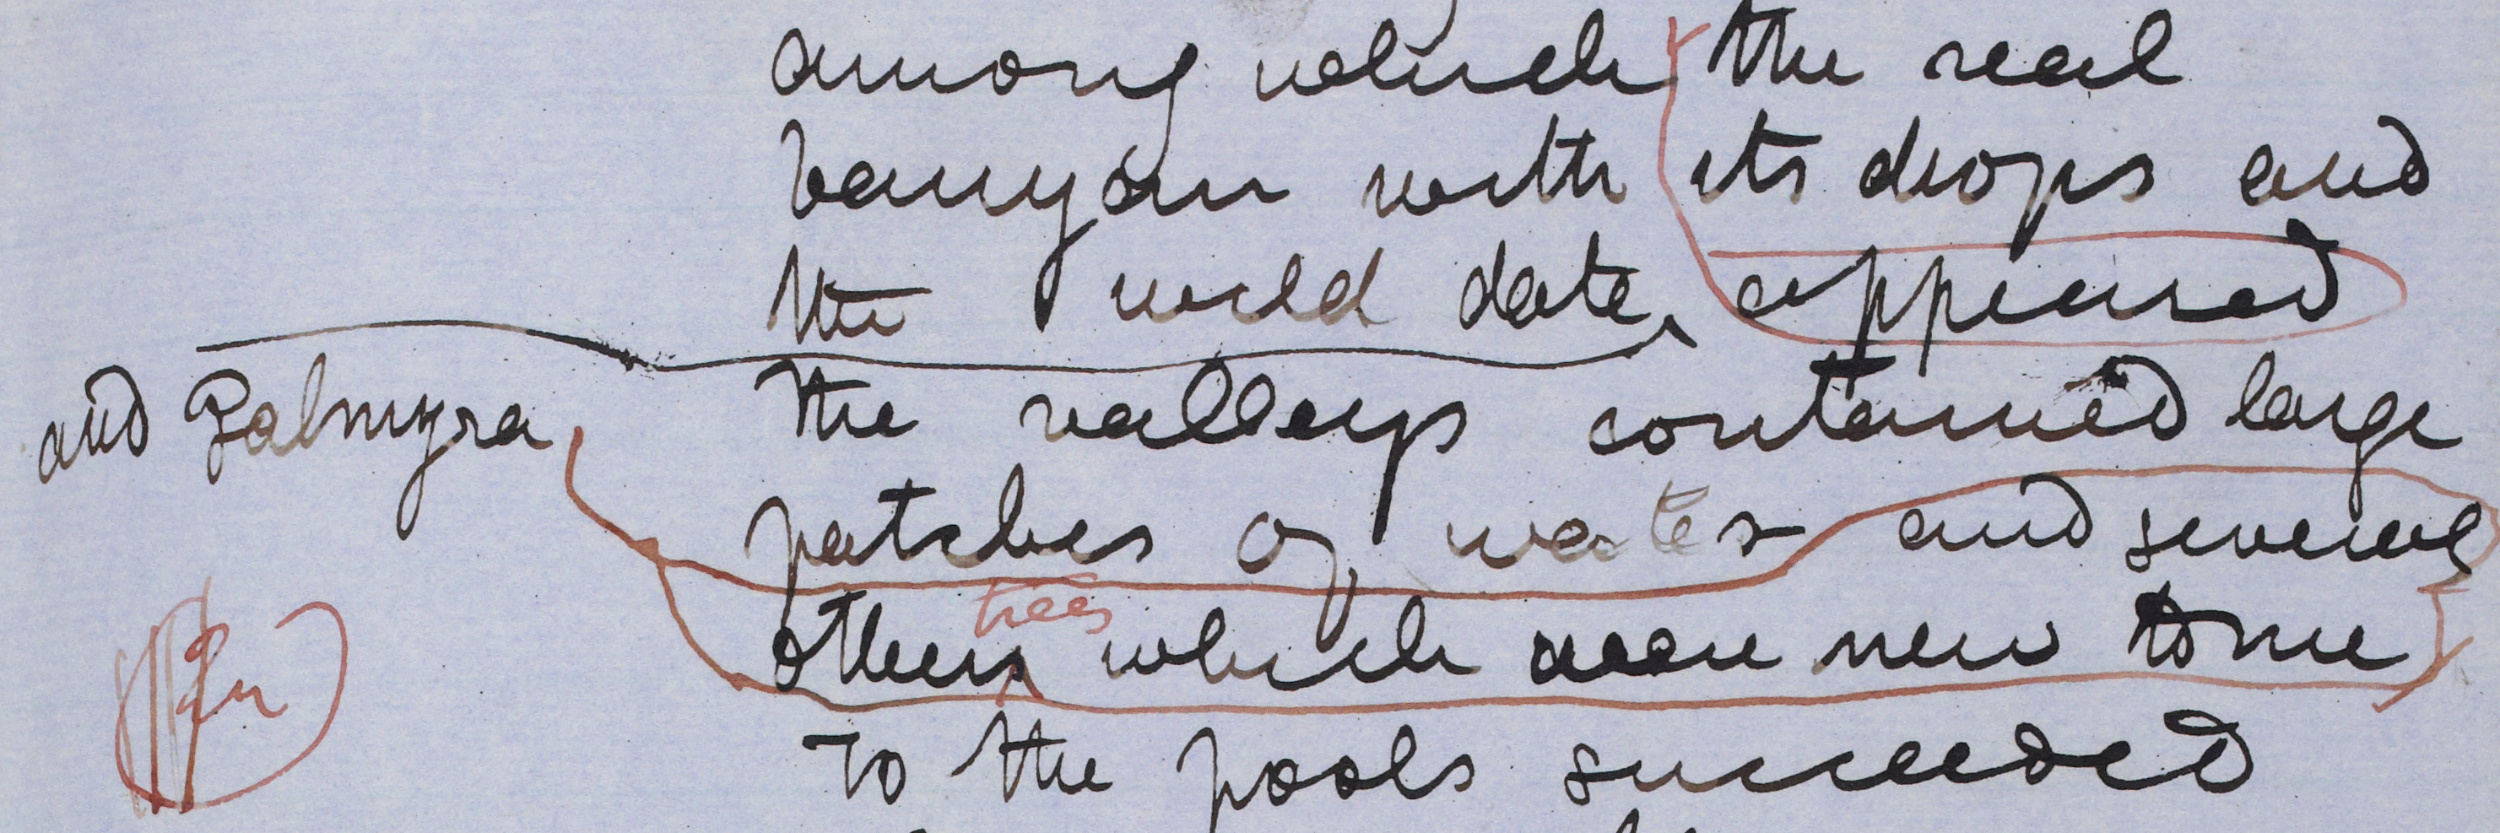 among which the real
banyan with its drops and
the wild date, appeared
and Palmyra
the valleys contained large
patches of water and several
trees
others which were new to me
To the pools succeeded